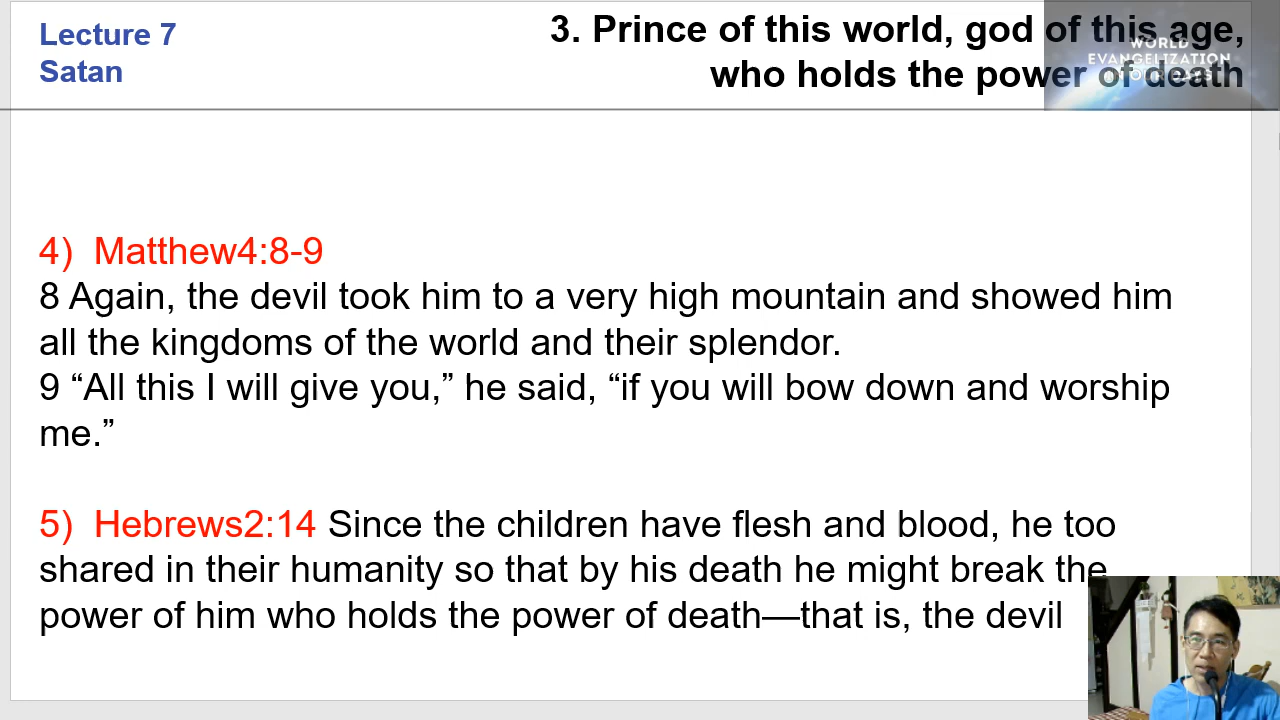 Lecture 7
Satan
3. Prince of this world, god of this age,
who holds the power of death
WORLD
EVANGELIZATION
4) Matthew4:8-9
8 Again, the devil took him to a very high mountain and showed him
all the kingdoms of the world and their splendor.
9 “All this I will give you,” he said, “if you will bow down and worship
me.”
5) Hebrews2:14 Since the children have flesh and blood, he too
shared in their humanity so that by his death he might break the
power of him who holds the power of death—that is, the devil